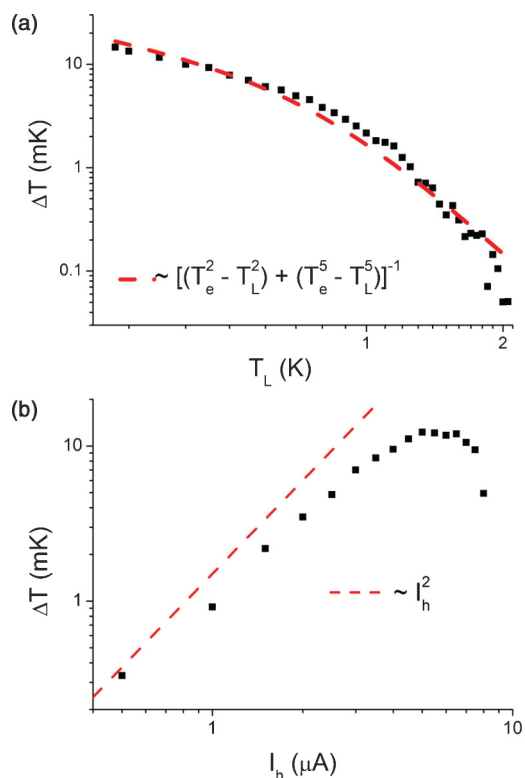 (a)
10
1
0.1
ΔT (mK)
~ [(T_e^2 - T_L^2) + (T_e^5 - T_L^5)]^-1
1
2
T_L (K)
(b)
10
1
ΔT (mK)
~ I_h^2
1
10
I_h (μA)